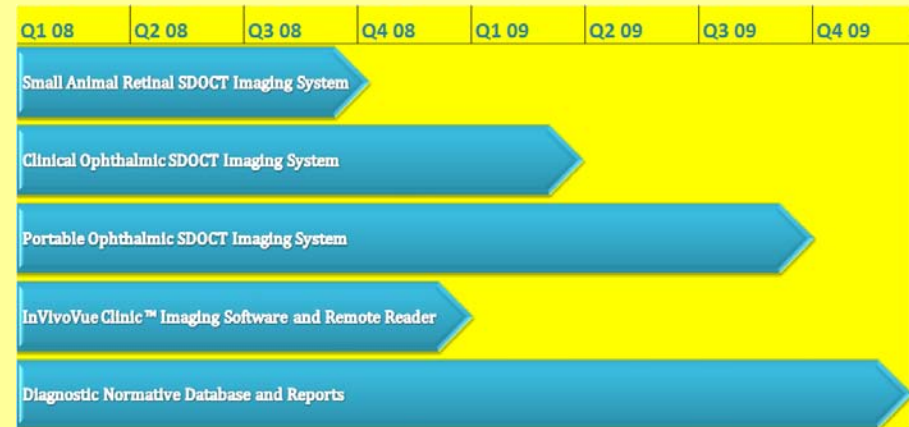 Q1 08 Q2 08 Q3 08 Q4 08 Q1 09 Q2 09 Q3 09 Q4 09
Small Animal Retinal SDOCT Imaging System
Clinical Ophthalmic SDOCT Imaging System
Portable Ophthalmic SDOCT Imaging System
InVivoVue Clinic™ Imaging Software and Remote Reader
Diagnostic Normative Database and Reports